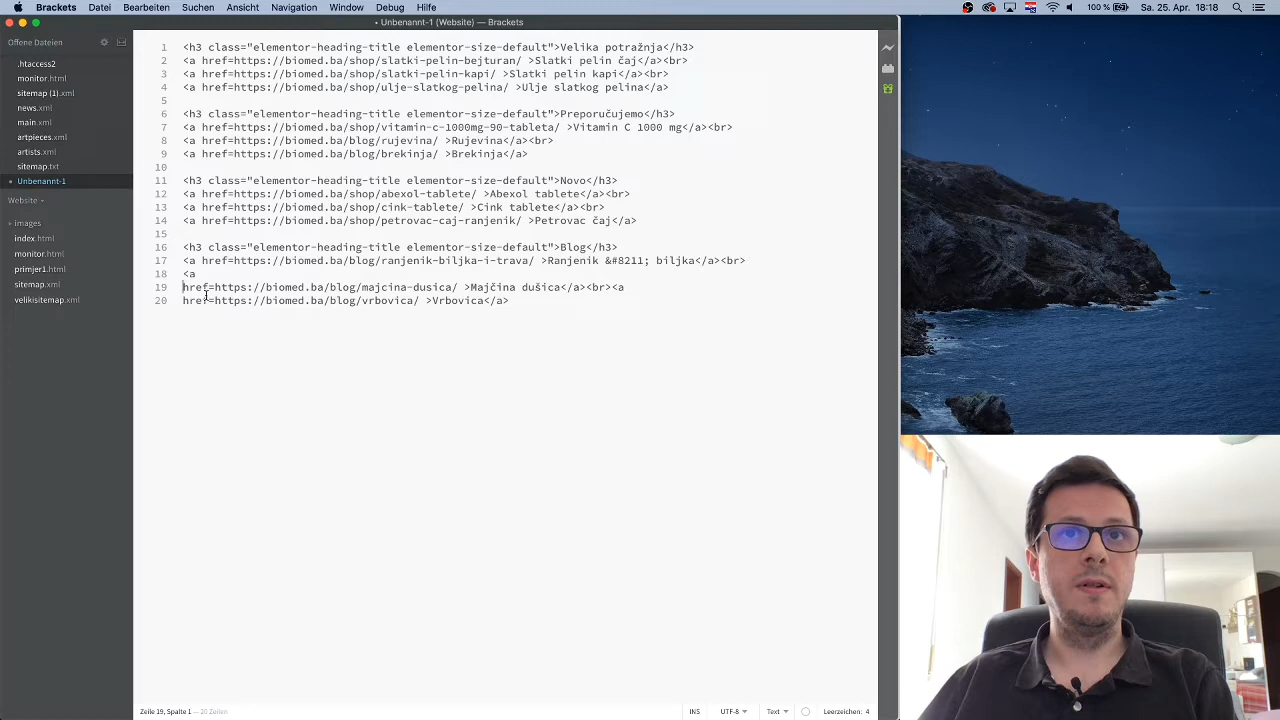 Brackets Datei Bearbeiten Suchen Ansicht Navigation Window Debug Hilfe
100 % Sa. 25. Apr. 18:18
• Unbenannt-1 (Website) — Brackets
Offene Dateien
.htaccess2
monitor.html
sitemap (1).xml
news.xml
main.xml
artpieces.xml
artists.xml
sitemap.txt
Unbenannt-1
Website
images
index.html
monitor.html
primjer1.html
sitemap.xml
velikisitemap.xml
1 <h3 class="elementor-heading-title elementor-size-default">Velika potražnja</h3>
2 <a href=https://biomed.ba/shop/slatki-pelin-bejturan/ >Slatki pelin čaj</a><br>
3 <a href=https://biomed.ba/shop/slatki-pelin-kapi/ >Slatki pelin kapi</a><br>
4 <a href=https://biomed.ba/shop/ulje-slatkog-pelina/ >Ulje slatkog pelina</a>
5
6 <h3 class="elementor-heading-title elementor-size-default">Preporučujemo</h3>
7 <a href=https://biomed.ba/shop/vitamin-c-1000mg-90-tableta/ >Vitamin C 1000 mg</a><br>
8 <a href=https://biomed.ba/blog/rujevina/ >Rujevina</a><br>
9 <a href=https://biomed.ba/blog/brekinja/ >Brekinja</a>
10
11 <h3 class="elementor-heading-title elementor-size-default">Novo</h3>
12 <a href=https://biomed.ba/shop/abexol-tablete/ >Abexol tablete</a><br>
13 <a href=https://biomed.ba/shop/cink-tablete/ >Cink tablete</a><br>
14 <a href=https://biomed.ba/shop/petrovac-caj-ranjenik/ >Petrovac čaj</a>
15
16 <h3 class="elementor-heading-title elementor-size-default">Blog</h3>
17 <a href=https://biomed.ba/blog/ranjenik-biljka-i-trava/ >Ranjenik &#8211; biljka</a><br>
18 <a
19 href=https://biomed.ba/blog/majcina-dusica/ >Majčina dušica</a><br><a
20 href=https://biomed.ba/blog/vrbovica/ >Vrbovica</a>
Zeile 19, Spalte 1 — 20 Zeilen
INS UTF-8 Text Leerzeichen: 4